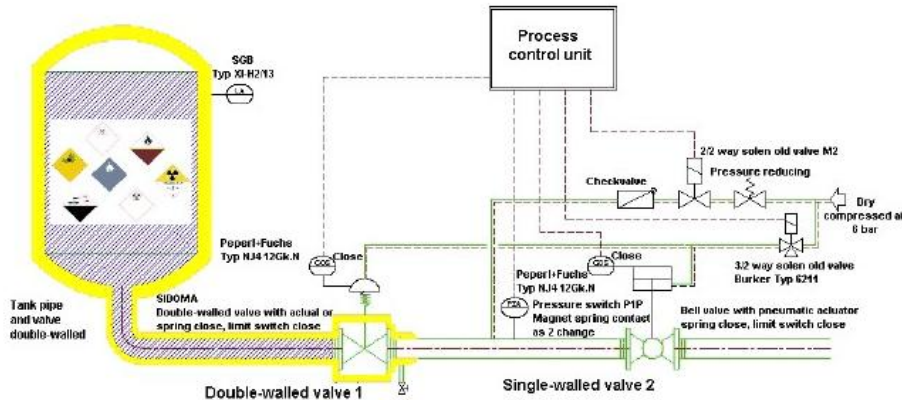 SGB
Typ XI-H2/13
LA
Process
control unit
2/2 way solen old valve M2
Pressure reducing
Checkvalve
Dry
compressed ai
6 bar
3/2 way solen old valve
Burker Typ 6211
Peperl+Fuche
Typ NJ4 12Gk.N
GOS
Close
GOS
Close
Peperl+Fuche
Typ NJ4 12Gk.N
PZA
Pressure switch P1P
Magnet spring contact
as 2 change
Bell value with pneumatic actuator
spring close, limit switch close
Tank pipe
and valve
double-walled
SIDOMA
Double-walled valve with actual or
spring close, limit switch close
Double-walled valve 1
Single-walled valve 2